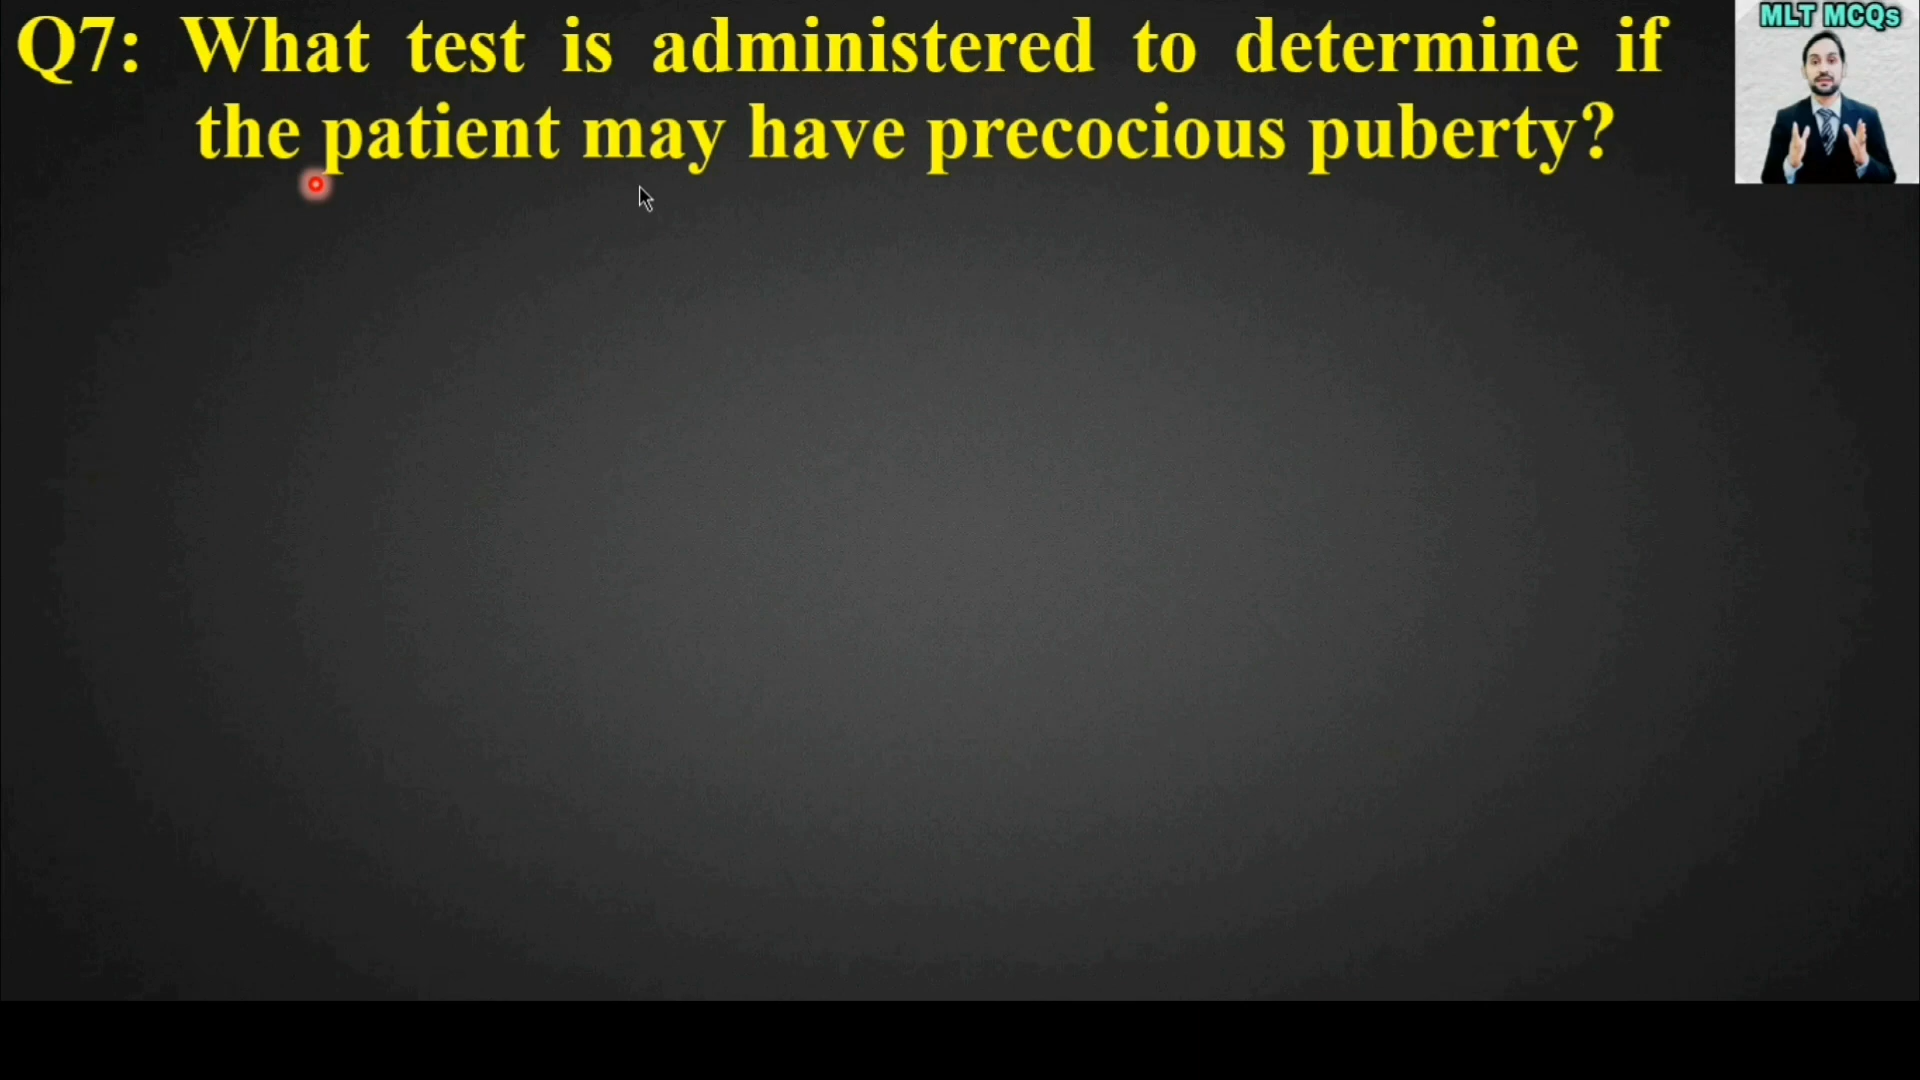 Q7: What test is administered to determine if
the patient may have precocious puberty?
MLT MCQs